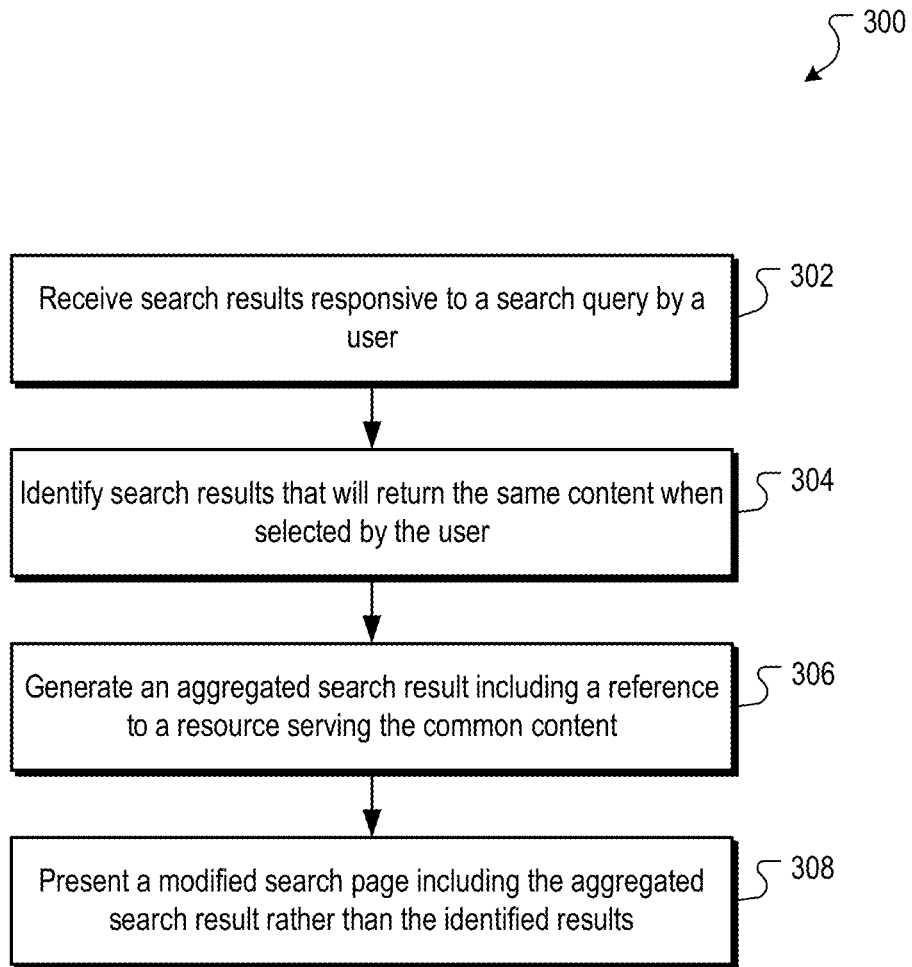 300
Receive search results responsive to a search query by a
user
302
Identify search results that will return the same content when
selected by the user
304
Generate an aggregated search result including a reference
to a resource serving the common content
306
Present a modified search page including the aggregated
search result rather than the identified results
308